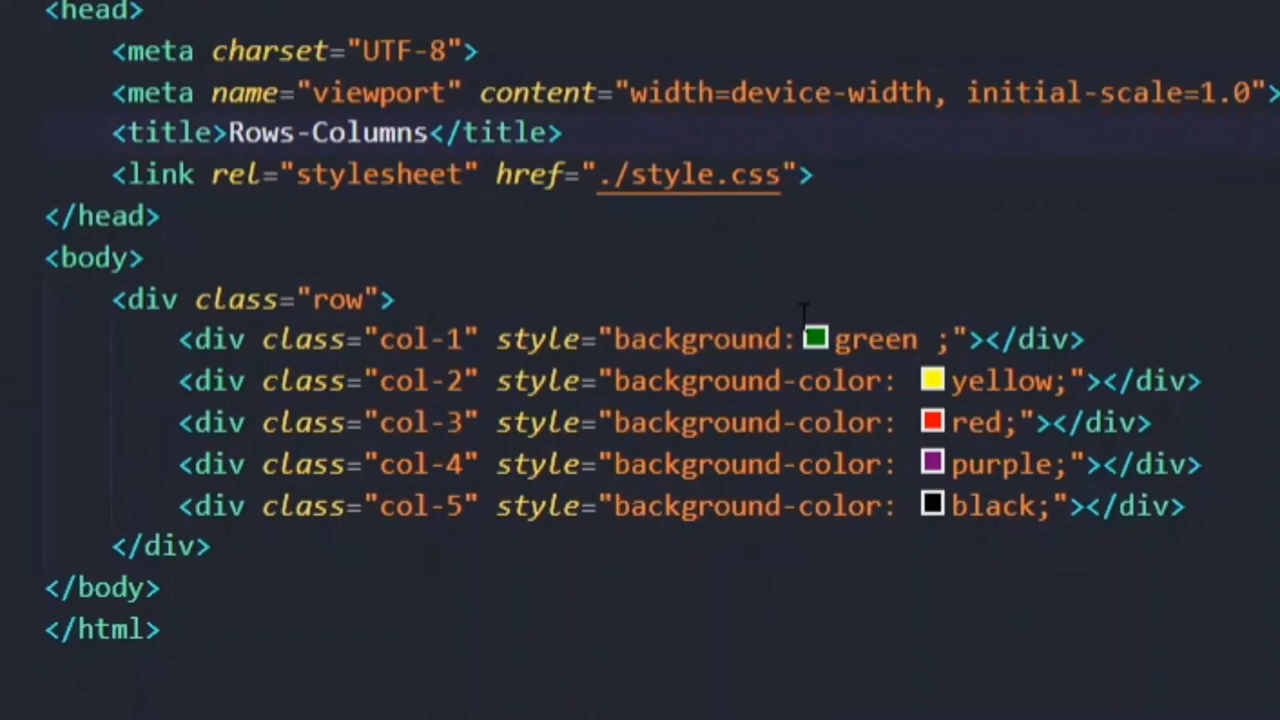 <head>
<meta charset="UTF-8">
<meta name="viewport" content="width=device-width, initial-scale=1.0">
<title>Rows-Columns</title>
<link rel="stylesheet" href="./style.css">
</head>
<body>
<div class="row">
<div class="col-1" style="background:green ;"></div>
<div class="col-2" style="background-color: yellow;"></div>
<div class="col-3" style="background-color: red;"></div>
<div class="col-4" style="background-color: purple;"></div>
<div class="col-5" style="background-color: black;"></div>
</div>
</body>
</html>